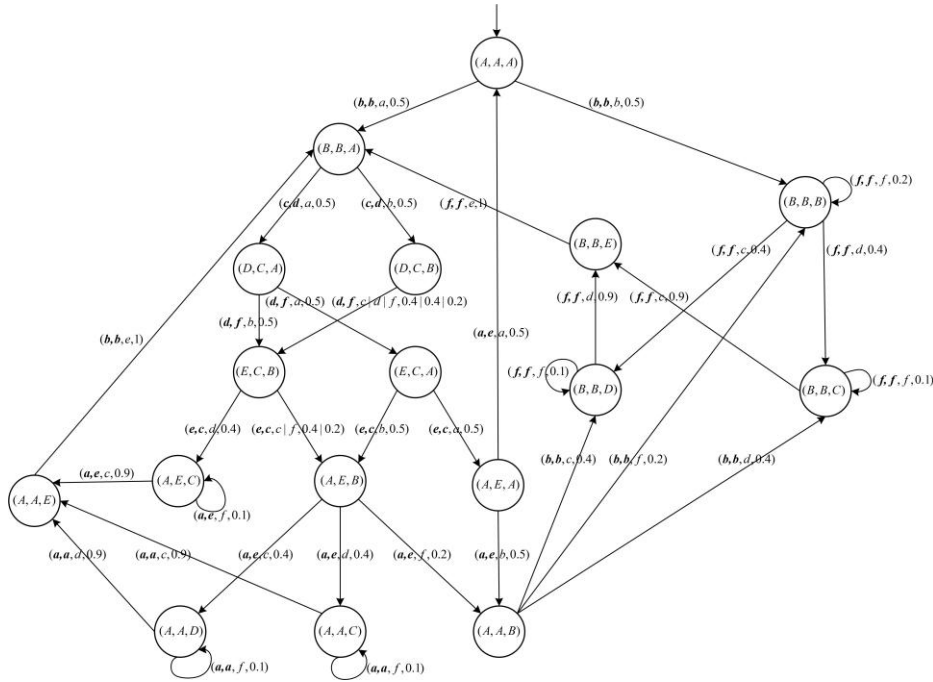 (A, A, A)
(b,b,a,0.5)
(b,b,b,0.5)
(B, B, A)
(f,f,f,0.2)
(B, B, B)
(c,d,a,0.5)
(c,d,b,0.5)
(f,f,e,1)
(B, B, E)
(f,f,c,0.4)
(f,f,d,0.4)
(D, C, A)
(D, C, B)
(d,f,a,0.5)
(d,f,c|d|f,0.4|0.4|0.2)
(f,f,d,0.9)
(f,f,c,0.9)
(d,f,b,0.5)
(a,e,a,0.5)
(b,b,e,1)
(E, C, B)
(E, C, A)
(f,f,f,0.1)
(B, B, D)
(f,f,f,0.1)
(B, B, C)
(e,c,d,0.4)
(e,c,c|f,0.4|0.2)
(e,c,b,0.5)
(e,c,a,0.5)
(b,b,c,0.4)
(b,b,f,0.2)
(b,b,d,0.4)
(a,e,c,0.9)
(A, E, C)
(A, E, B)
(A, E, A)
(A, A, E)
(a,e,f,0.1)
(a,a,d,0.9)
(a,a,c,0.9)
(a,e,c,0.4)
(a,e,d,0.4)
(a,e,f,0.2)
(a,e,b,0.5)
(A, A, D)
(A, A, C)
(A, A, B)
(a,a,f,0.1)
(a,a,f,0.1)